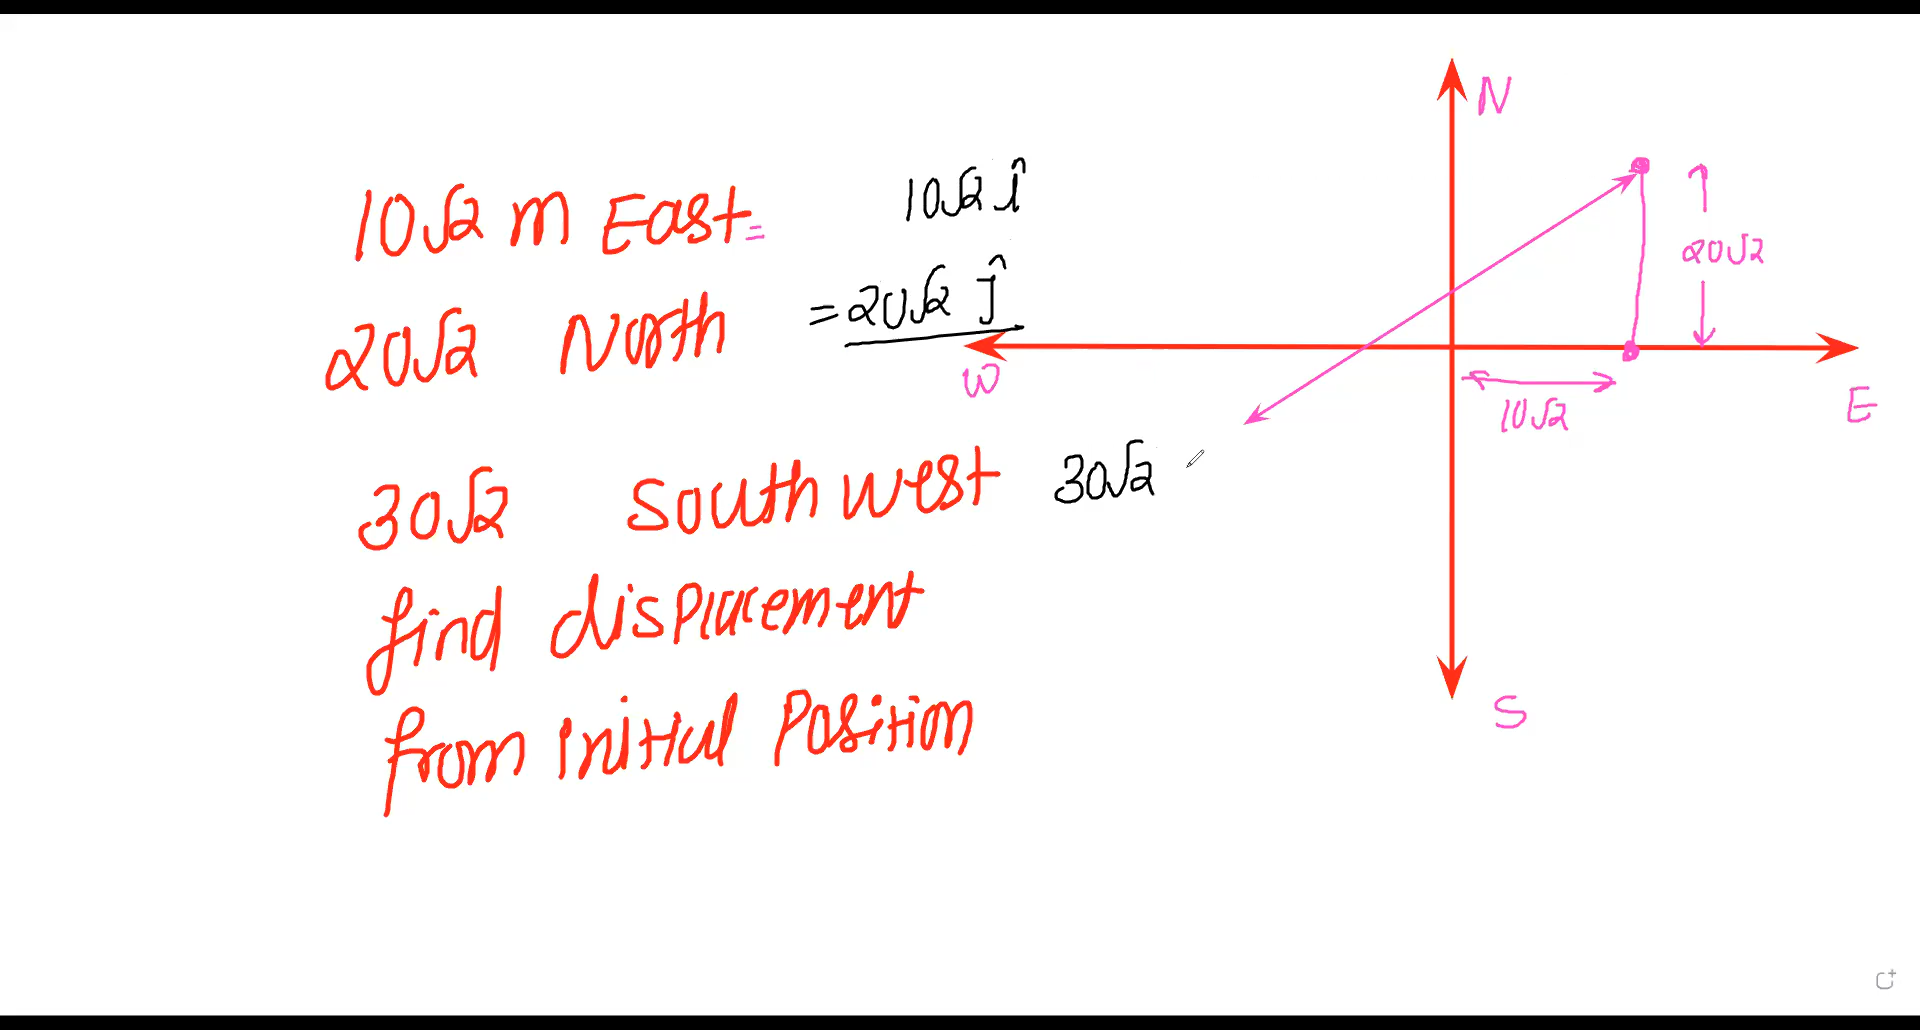 10√2 m East = 10√2 î
20√2 North = 20√2 ĵ
30√2 South west 30√2
find displacement
from initial Position
N
20√2
W
10√2
E
S